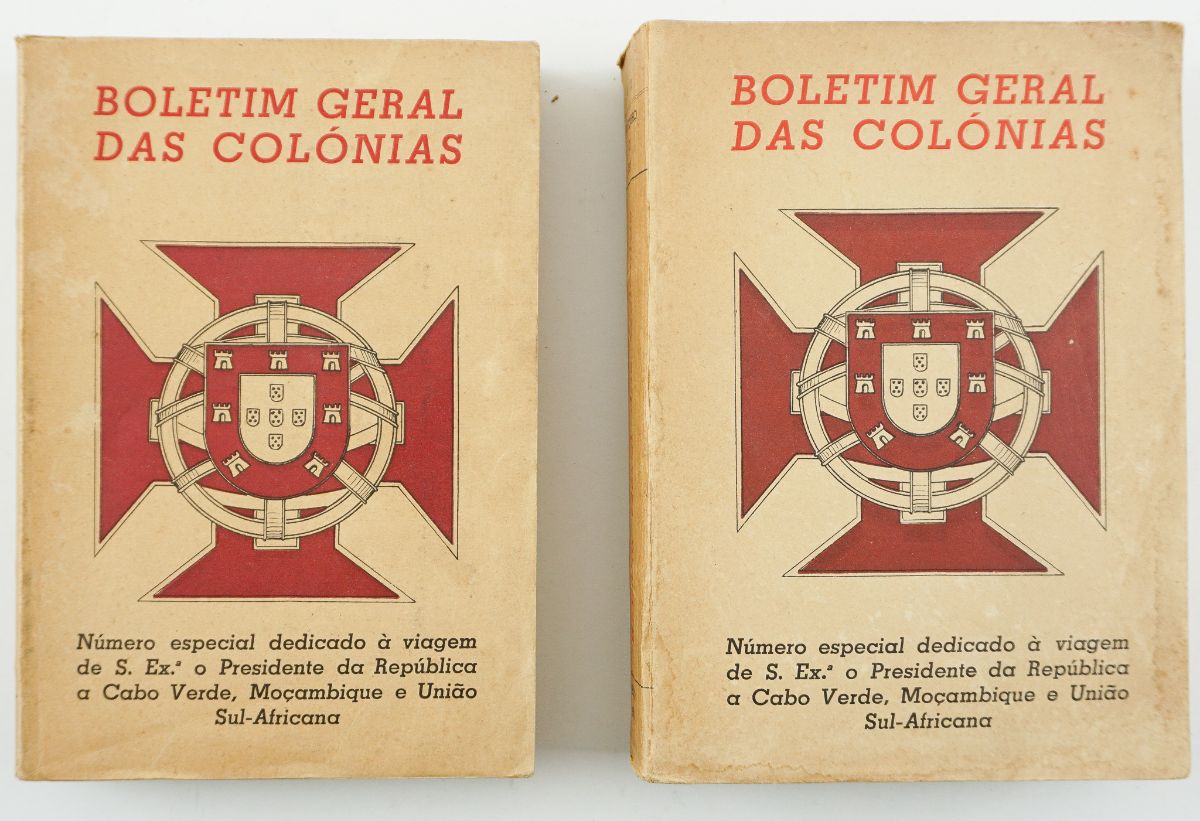 BOLETIM GERAL
DAS COLÓNIAS
Número especial dedicado à viagem
de S. Ex.ª o Presidente da República
a Cabo Verde, Moçambique e União
Sul-Africana
BOLETIM GERAL
DAS COLÓNIAS
Número especial dedicado à viagem
de S. Ex.ª o Presidente da República
a Cabo Verde, Moçambique e União
Sul-Africana